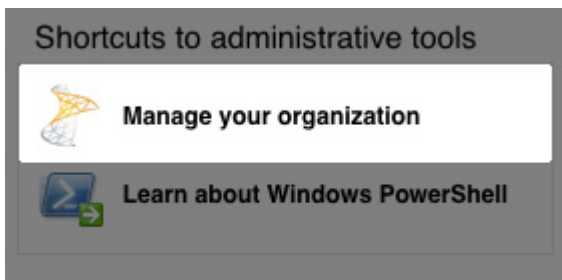 Shortcuts to administrative tools
Manage your organization
Learn about Windows PowerShell